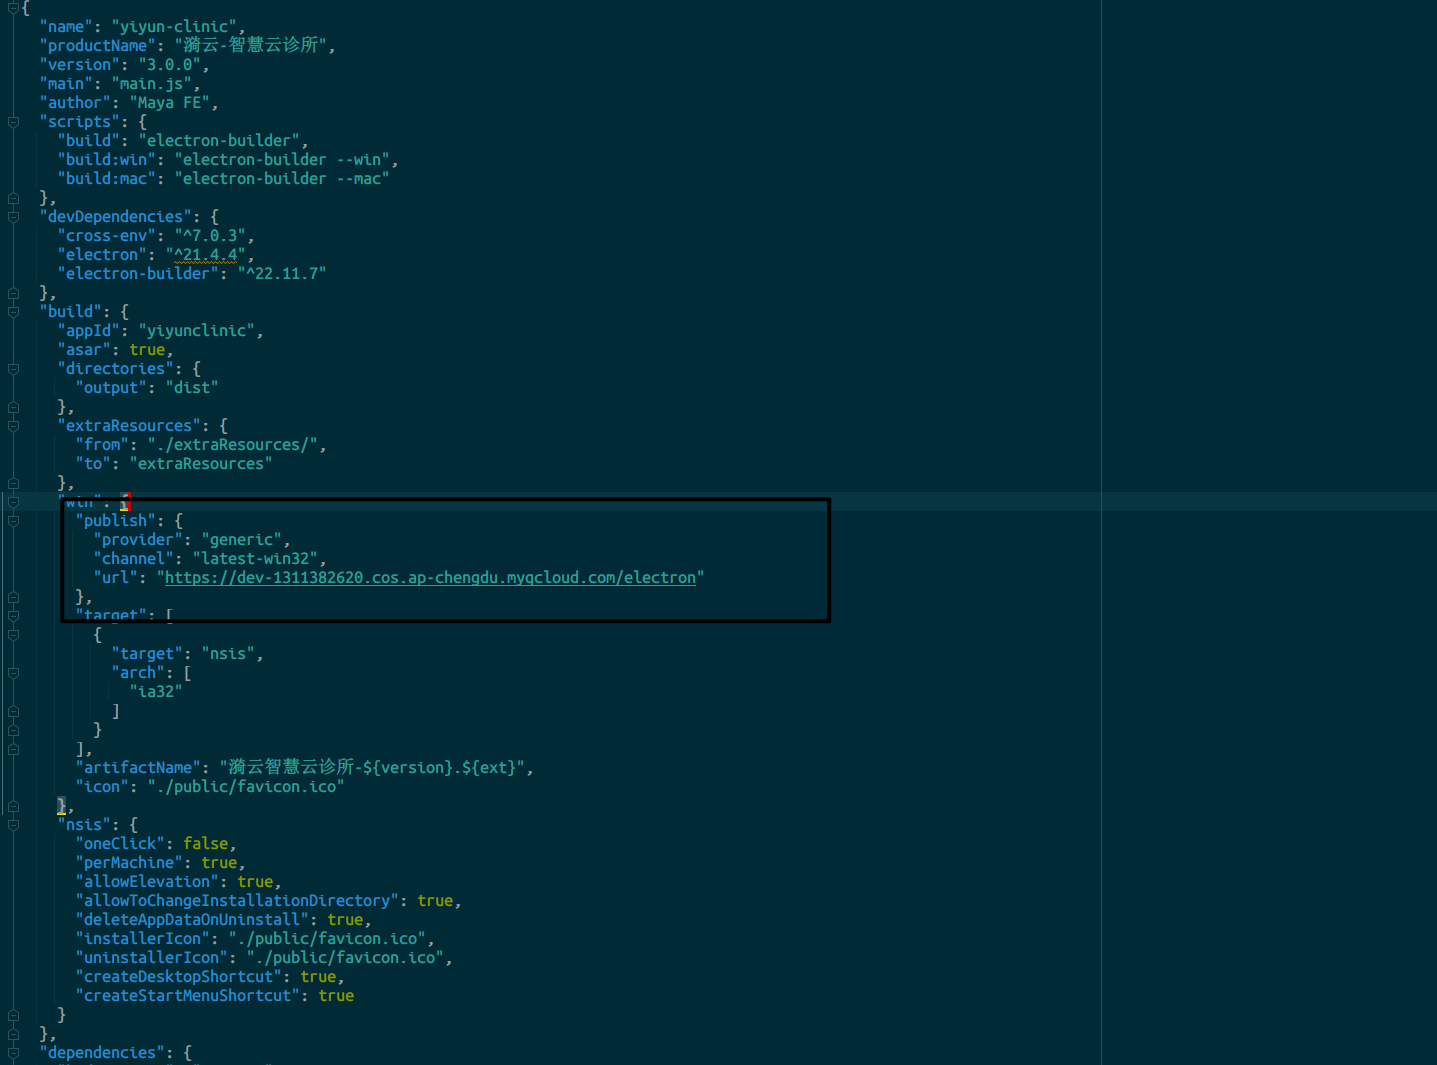 {
"name": "yiyun-clinic",
"productName": "漪云-智慧云诊所",
"version": "3.0.0",
"main": "main.js",
"author": "Maya FE",
"scripts": {
"build": "electron-builder",
"build:win": "electron-builder --win",
"build:mac": "electron-builder --mac"
},
"devDependencies": {
"cross-env": "^7.0.3",
"electron": "^21.4.4",
"electron-builder": "^22.11.7"
},
"build": {
"appId": "yiyunclinic",
"asar": true,
"directories": {
"output": "dist"
},
"extraResources": {
"from": "./extraResources/",
"to": "extraResources"
},
"win": {
"publish": {
"provider": "generic",
"channel": "latest-win32",
"url": "https://dev-1311382620.cos.ap-chengdu.myqcloud.com/electron"
},
"target": [
{
"target": "nsis",
"arch": [
"ia32"
]
}
],
"artifactName": "漪云智慧云诊所-${version}.${ext}",
"icon": "./public/favicon.ico"
},
"nsis": {
"oneClick": false,
"perMachine": true,
"allowElevation": true,
"allowToChangeInstallationDirectory": true,
"deleteAppDataOnUninstall": true,
"installerIcon": "./public/favicon.ico",
"uninstallerIcon": "./public/favicon.ico",
"createDesktopShortcut": true,
"createStartMenuShortcut": true
}
},
"dependencies": {